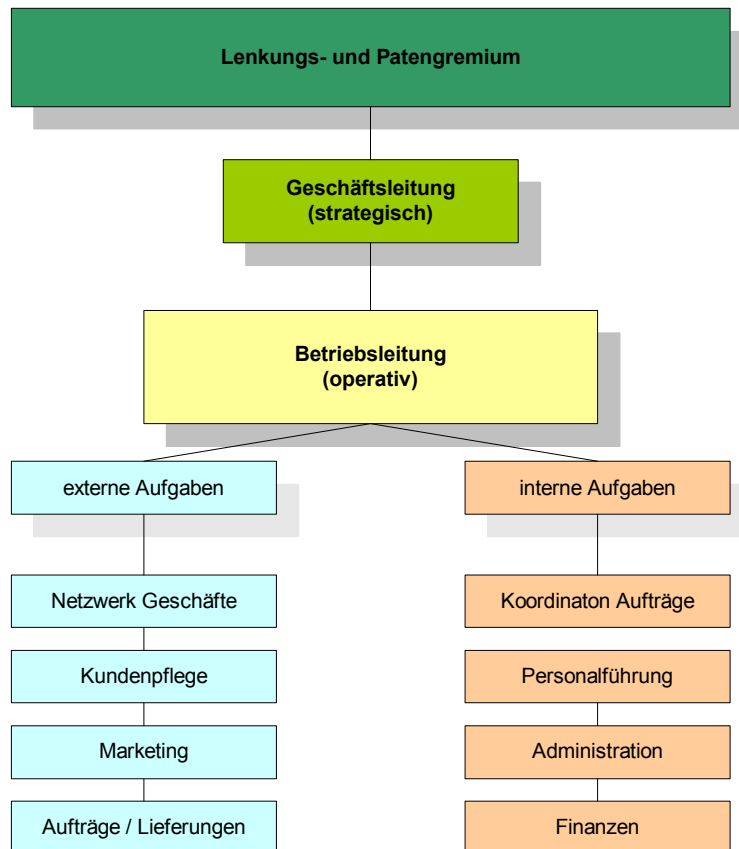 Lenkungs- und Patengremium
Geschäftsleitung
(strategisch)
Betriebsleitung
(operativ)
externe Aufgaben
interne Aufgaben
Netzwerk Geschäfte
Koordinaton Aufträge
Kundenpflege
Personalführung
Marketing
Administration
Aufträge / Lieferungen
Finanzen